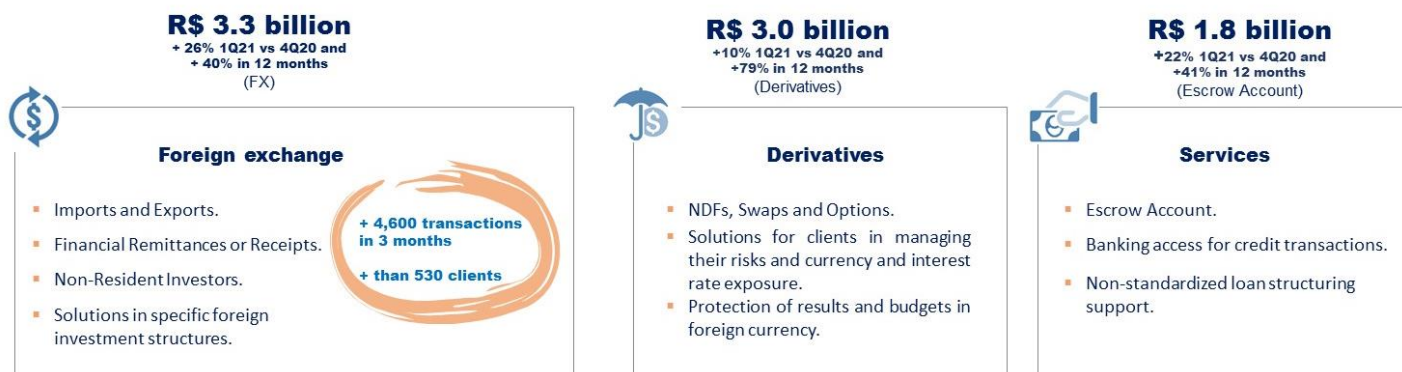 R$ 3.3 billion
+ 26% 1Q21 vs 4Q20 and
+ 40% in 12 months
(FX)
$
Foreign exchange
▪ Imports and Exports.
▪ Financial Remittances or Receipts.
▪ Non-Resident Investors.
▪ Solutions in specific foreign
investment structures.
+ 4,600 transactions
in 3 months
+ than 530 clients
R$ 3.0 billion
+10% 1Q21 vs 4Q20 and
+79% in 12 months
(Derivatives)
$
Derivatives
▪ NDFs, Swaps and Options.
▪ Solutions for clients in managing
their risks and currency and interest
rate exposure.
▪ Protection of results and budgets in
foreign currency.
R$ 1.8 billion
+22% 1Q21 vs 4Q20 and
+41% in 12 months
(Escrow Account)
Services
▪ Escrow Account.
▪ Banking access for credit transactions.
▪ Non-standardized loan structuring
support.